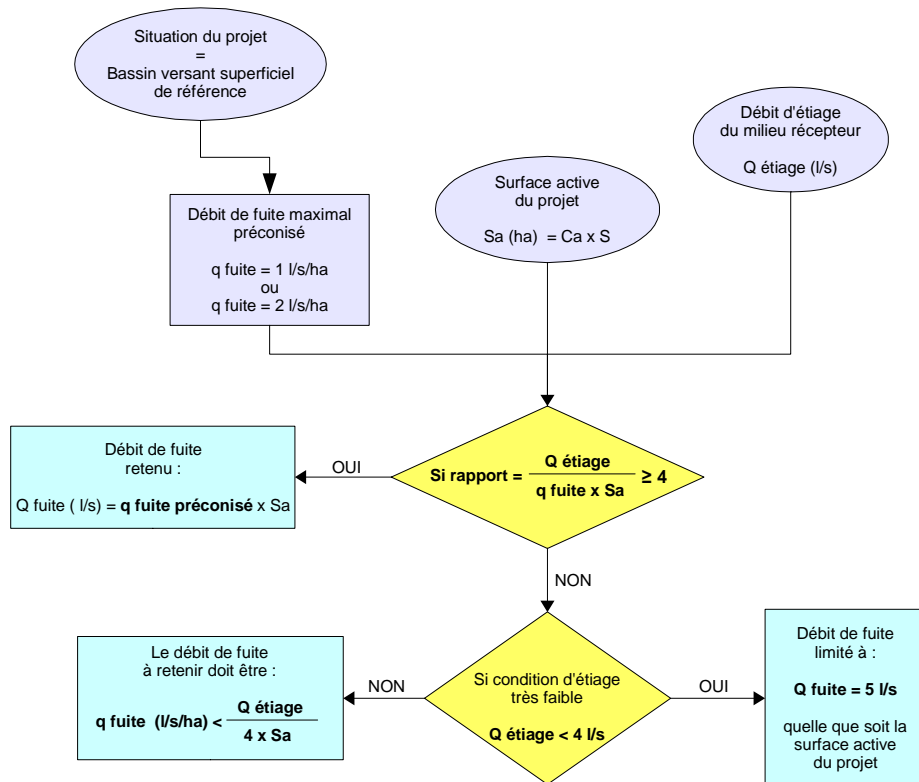 Situation du projet
=
Bassin versant superficiel
de référence
Débit d'étiage
du milieu récepteur
Q étiage (l/s)
Surface active
du projet
Sa (ha) = Ca x S
Débit de fuite maximal
préconisé
q fuite = 1 l/s/ha
ou
q fuite = 2 l/s/ha
Si rapport = Q étiage / q fuite x Sa ≥ 4
OUI
Débit de fuite
retenu :
Q fuite ( l/s) = q fuite préconisé x Sa
NON
Si condition d'étiage
très faible
Q étiage < 4 l/s
NON
Le débit de fuite
à retenir doit être :
q fuite (l/s/ha) < Q étiage / 4 x Sa
OUI
Débit de fuite
limité à :
Q fuite = 5 l/s
quelle que soit la
surface active
du projet